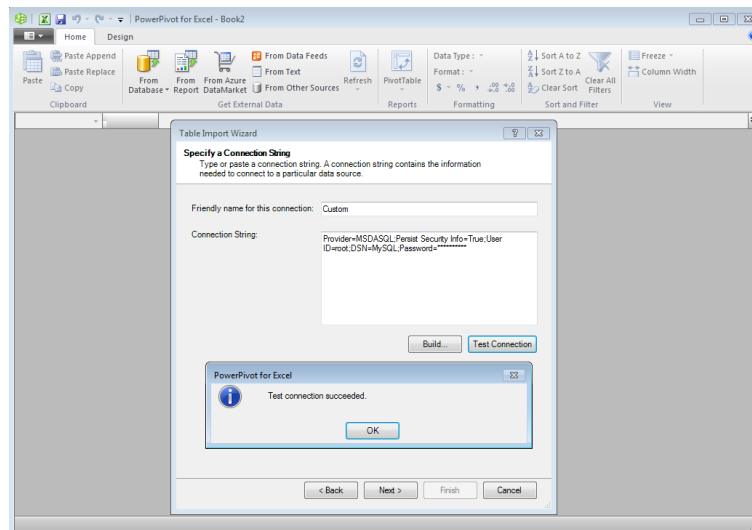 PowerPivot for Excel - Book2
Home Design
Paste
Paste Append
Paste Replace
Copy
Clipboard
From Database
From Report
From Azure DataMarket
From Data Feeds
From Text
From Other Sources
Get External Data
Refresh
PivotTable
Reports
Data Type :
Format :
$ % ,
Formatting
Sort A to Z
Sort Z to A
Clear Sort
Clear All Filters
Sort and Filter
Freeze
Column Width
View
Table Import Wizard
Specify a Connection String
Type or paste a connection string. A connection string contains the information
needed to connect to a particular data source.
Friendly name for this connection: Custom
Connection String:
Provider=MSDASQL;Persist Security Info=True;User
ID=root;DSN=MySQL;Password=**********
Build... Test Connection
PowerPivot for Excel
Test connection succeeded.
OK
< Back Next > Finish Cancel